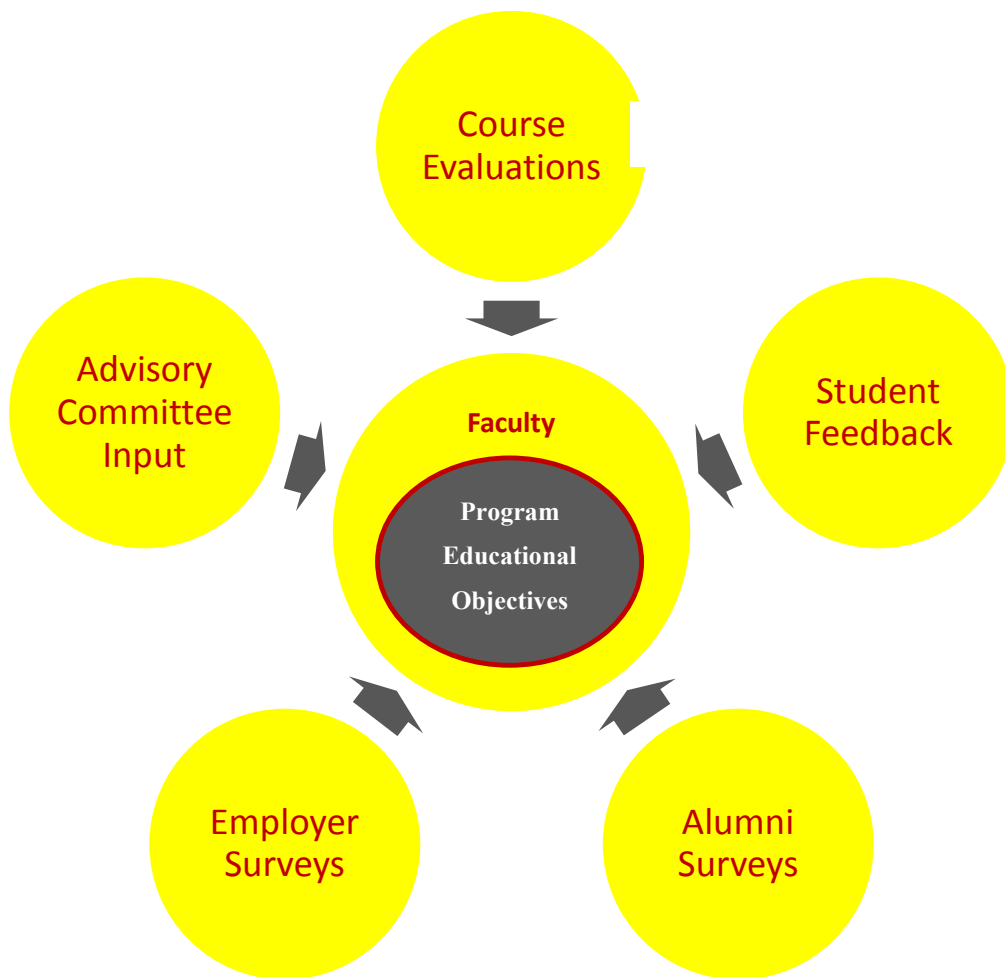 Course
Evaluations
Advisory
Committee
Input
Student
Feedback
Faculty
Program
Educational
Objectives
Employer
Surveys
Alumni
Surveys